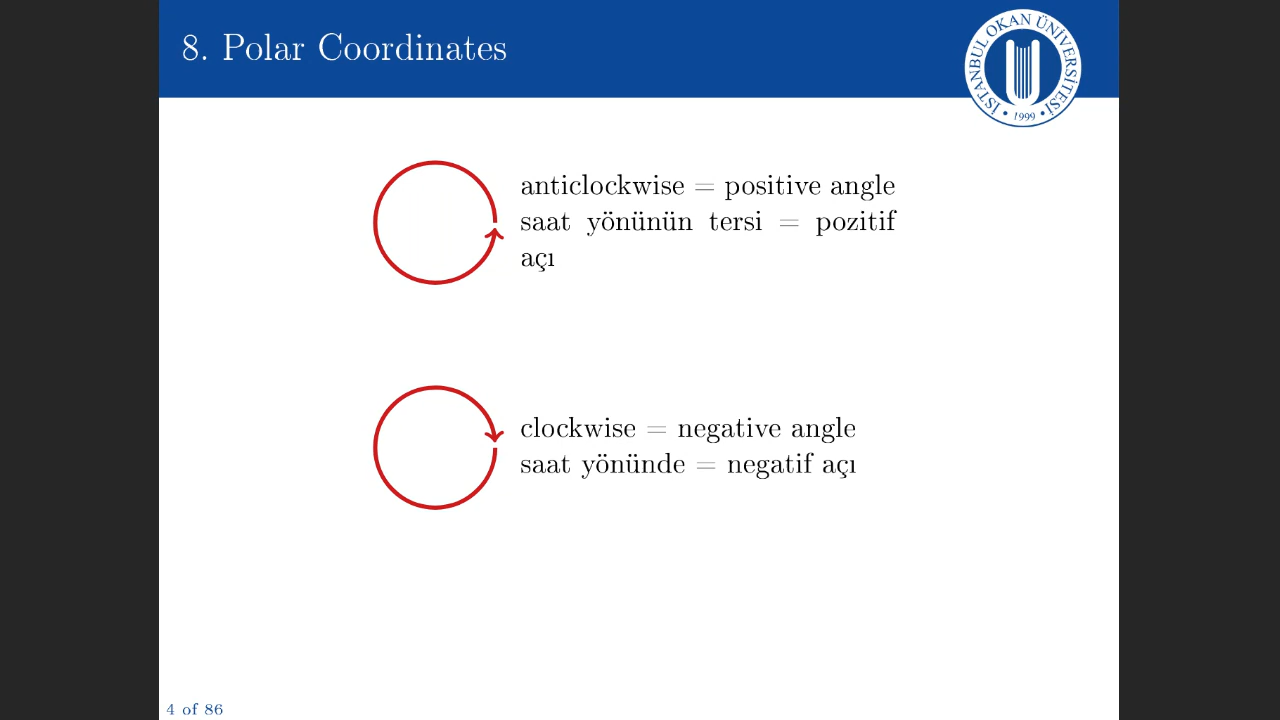 8. Polar Coordinates
İSTANBUL OKAN ÜNİVERSİTESİ
• 1999 •
anticlockwise = positive angle
saat yönünün tersi = pozitif
açı
clockwise = negative angle
saat yönünde = negatif açı
4 of 86